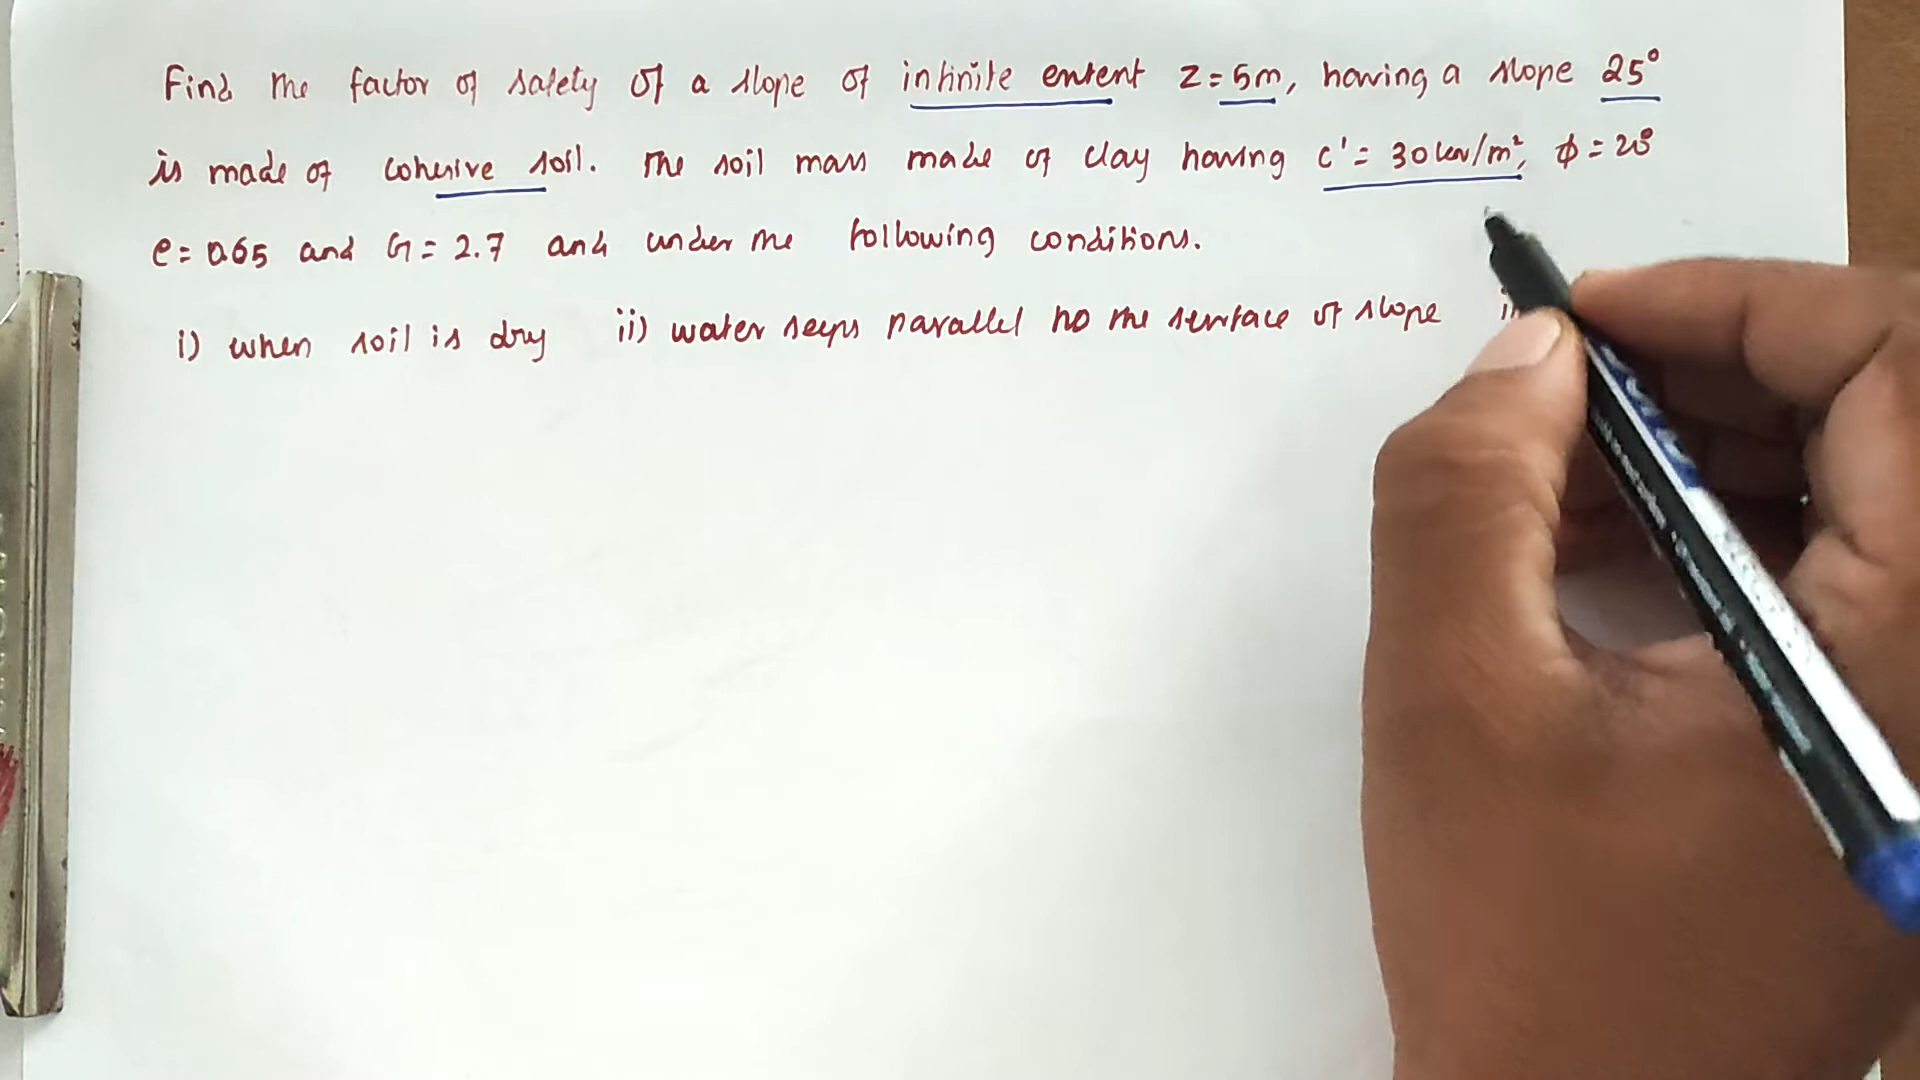 Find the factor of safety of a slope of infinite extent Z = 5m, having a slope 25°
is made of cohesive soil. The soil mass made of clay having c' = 30 kN/m², ϕ = 20°
e = 0.65 and G = 2.7 and under the following conditions.
i) when soil is dry ii) water seeps parallel to the surface of slope